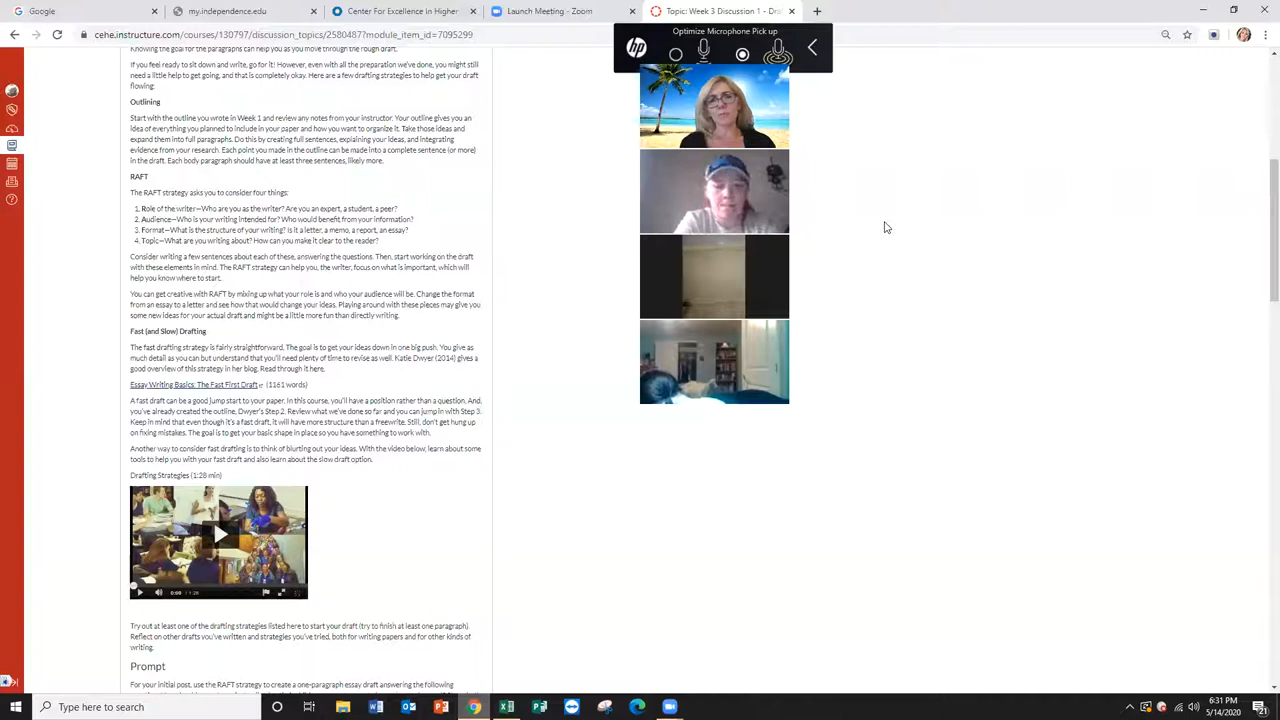 Google
my.independence.edu
Center For Excellence In Higher
Launch Meeting - Zoom
Topic: Week 3 Discussion 1 - Dra
cehe.instructure.com/courses/130797/discussion_topics/2580487?module_item_id=7095299
Optimize Microphone Pick up
hp
Knowing the goal for the paragraphs can help you as you move through the rough draft.
If you feel ready to sit down and write, go for it! However, even with all the preparation we've done, you might still
need a little help to get going, and that is completely okay. Here are a few drafting strategies to help get your draft
flowing:
Outlining
Start with the outline you wrote in Week 1 and review any notes from your instructor. Your outline gives you an
idea of everything you planned to include in your paper and how you want to organize it. Take those ideas and
expand them into full paragraphs. Do this by creating full sentences, explaining your ideas, and integrating
evidence from your research. Each point you made in the outline can be made into a complete sentence (or more)
in the draft. Each body paragraph should have at least three sentences, likely more.
RAFT
The RAFT strategy asks you to consider four things:
1. Role of the writer—Who are you as the writer? Are you an expert, a student, a peer?
2. Audience—Who is your writing intended for? Who would benefit from your information?
3. Format—What is the structure of your writing? Is it a letter, a memo, a report, an essay?
4. Topic—What are you writing about? How can you make it clear to the reader?
Consider writing a few sentences about each of these, answering the questions. Then, start working on the draft
with these elements in mind. The RAFT strategy can help you, the writer, focus on what is important, which will
help you know where to start.
You can get creative with RAFT by mixing up what your role is and who your audience will be. Change the format
from an essay to a letter and see how that would change your ideas. Playing around with these pieces may give you
some new ideas for your actual draft and might be a little more fun than directly writing.
Fast (and Slow) Drafting
The fast drafting strategy is fairly straightforward. The goal is to get your ideas down in one big push. You give as
much detail as you can but understand that you'll need plenty of time to revise as well. Katie Dwyer (2014) gives a
good overview of this strategy in her blog. Read through it here.
Essay Writing Basics: The Fast First Draft (1161 words)
A fast draft can be a good jump start to your paper. In this course, you'll have a position rather than a question. And,
you've already created the outline, Dwyer's Step 2. Review what we've done so far and you can jump in with Step 3.
Keep in mind that even though it's a fast draft, it will have more structure than a freewrite. Still, don't get hung up
on fixing mistakes. The goal is to get your basic shape in place so you have something to work with.
Another way to consider fast drafting is to think of blurting out your ideas. With the video below, learn about some
tools to help you with your fast draft and also learn about the slow draft option.
Drafting Strategies (1:28 min)
0:00 / 1:28
Try out at least one of the drafting strategies listed here to start your draft (try to finish at least one paragraph).
Reflect on other drafts you've written and strategies you've tried, both for writing papers and for other kinds of
writing.
Prompt
For your initial post, use the RAFT strategy to create a one-paragraph essay draft answering the following
Type here to search
6:31 PM
5/14/2020